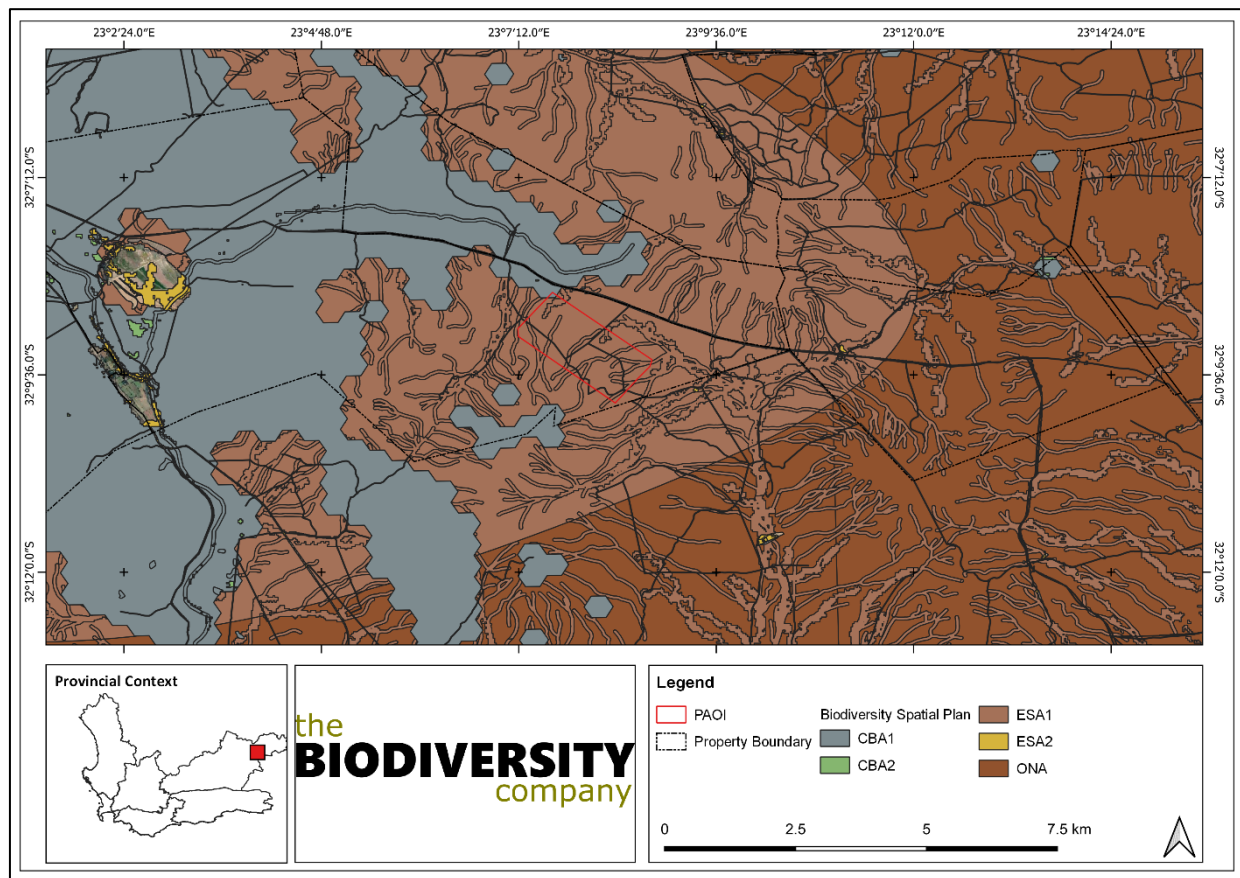 23°2'24.0"E 23°4'48.0"E 23°7'12.0"E 23°9'36.0"E 23°12'0.0"E 23°14'24.0"E
32°7'12.0"S 32°7'12.0"S
32°9'36.0"S 32°9'36.0"S
32°12'0.0"S 32°12'0.0"S
Provincial Context
the
BIODIVERSITY
company
Legend
PAOI
Property Boundary
Biodiversity Spatial Plan
CBA1
CBA2
ESA1
ESA2
ONA
0 2.5 5 7.5 km